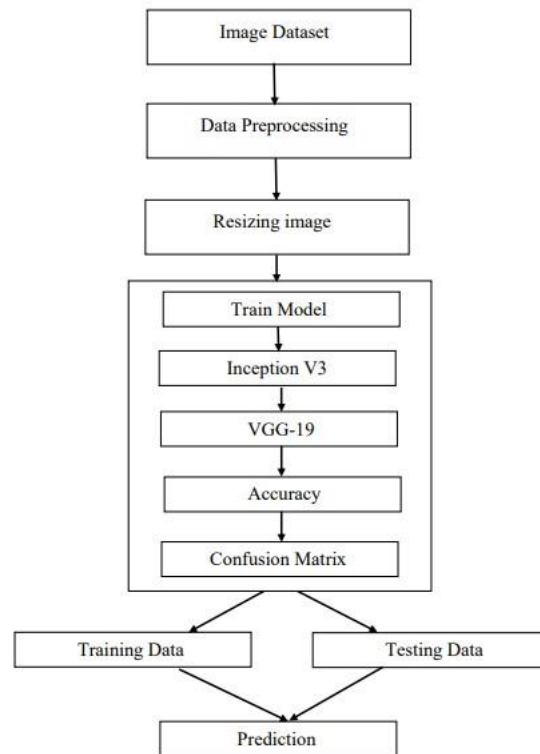 Image Dataset
Data Preprocessing
Resizing image
Train Model
Inception V3
VGG-19
Accuracy
Confusion Matrix
Training Data
Testing Data
Prediction